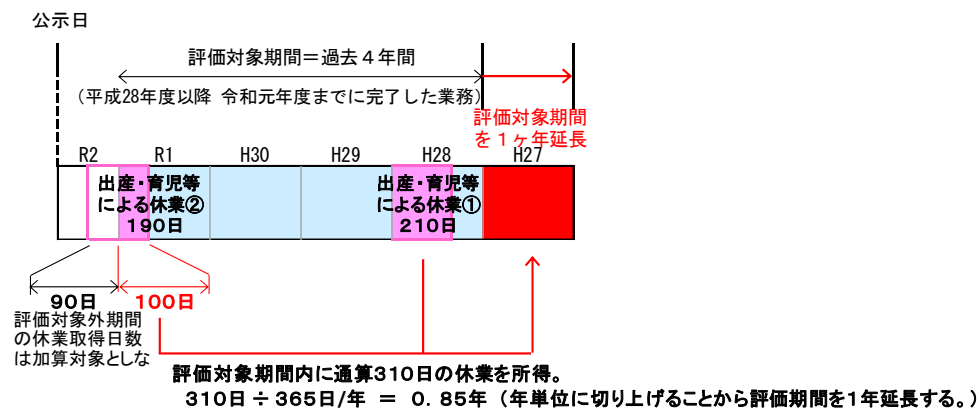 公示日
評価対象期間＝過去４年間
（平成28年度以降 令和元年度までに完了した業務）
評価対象期間
を１ヶ年延長
R2 R1 H30 H29 H28 H27
出産・育児等
による休業②
190日
出産・育児等
による休業①
210日
90日
100日
評価対象外期間
の休業取得日数
は加算対象としな
評価対象期間内に通算310日の休業を所得。
310日÷365日/年 ＝ 0．85年（年単位に切り上げることから評価期間を1年延長する。）